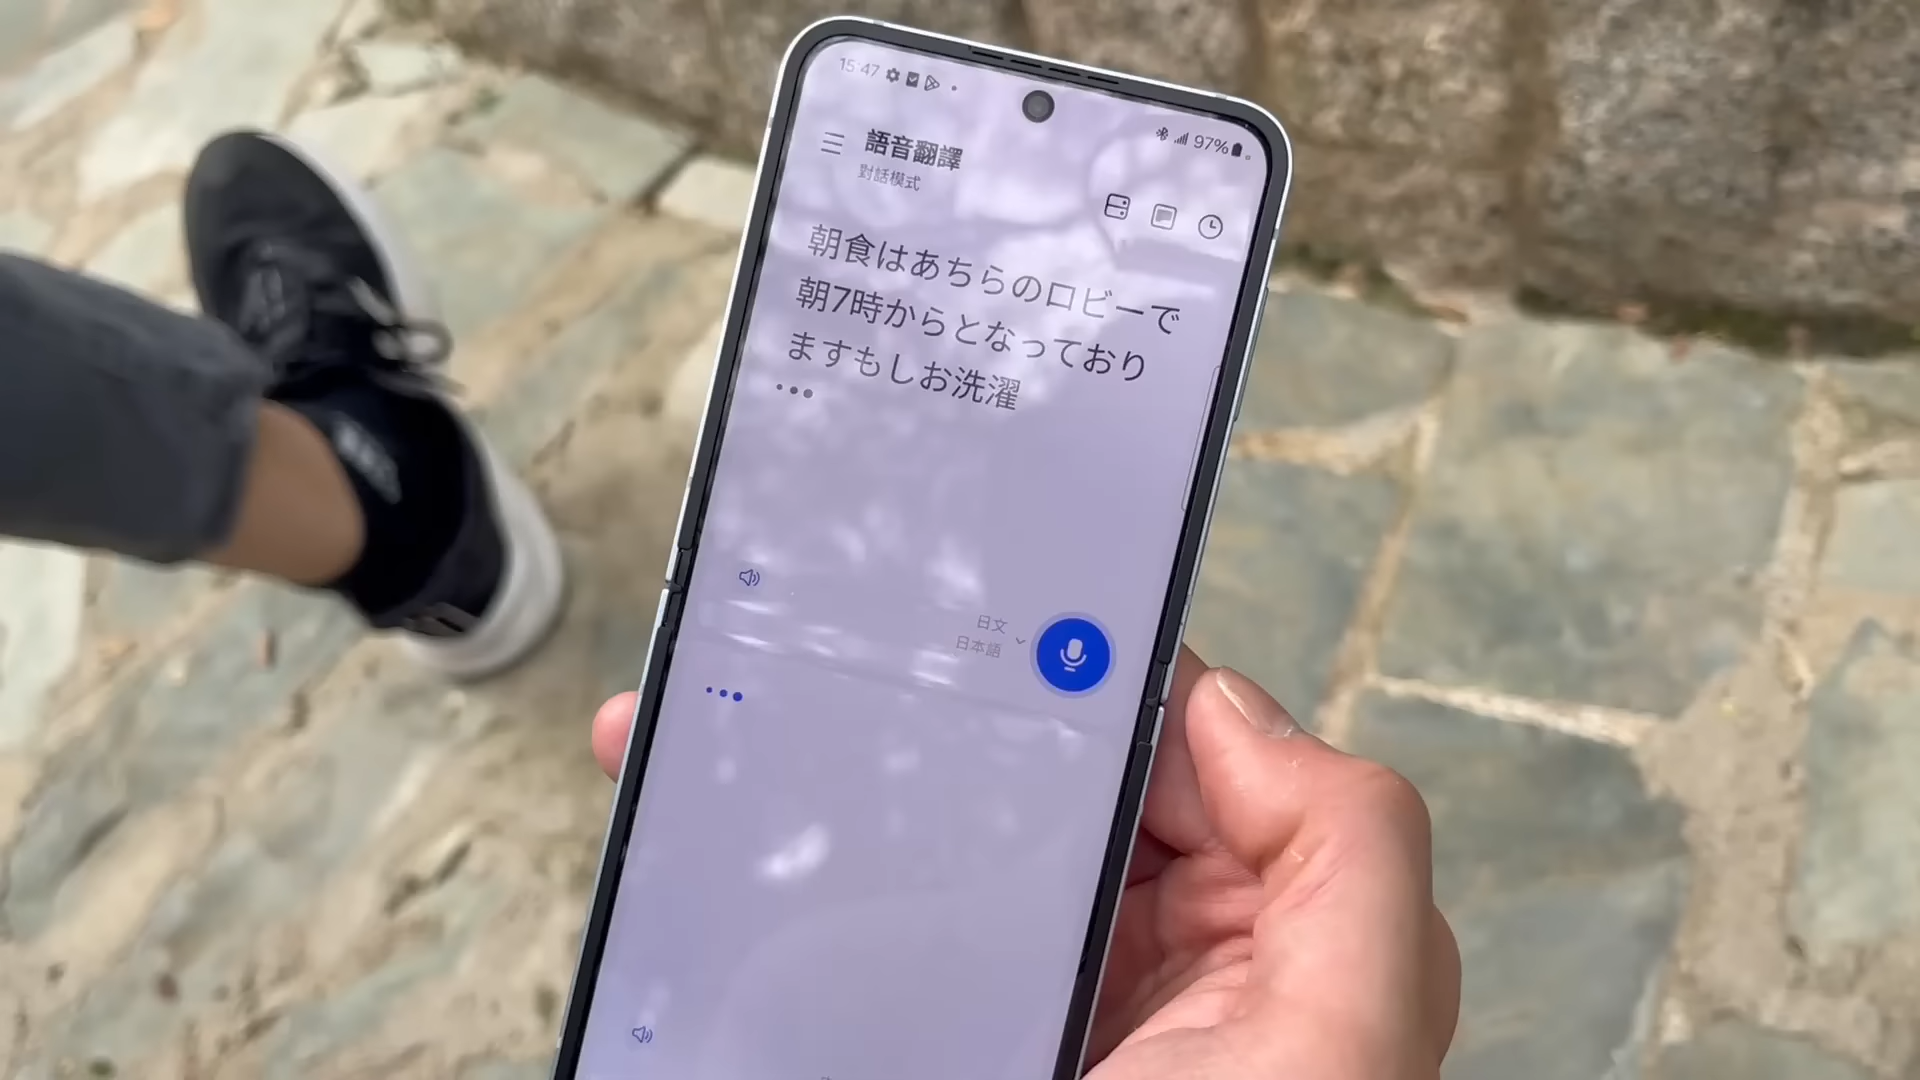 15:47
97%
語音翻譯
對話模式
朝食はあちらのロビーで
朝7時からとなっており
ますもしお洗濯
日文
日本語